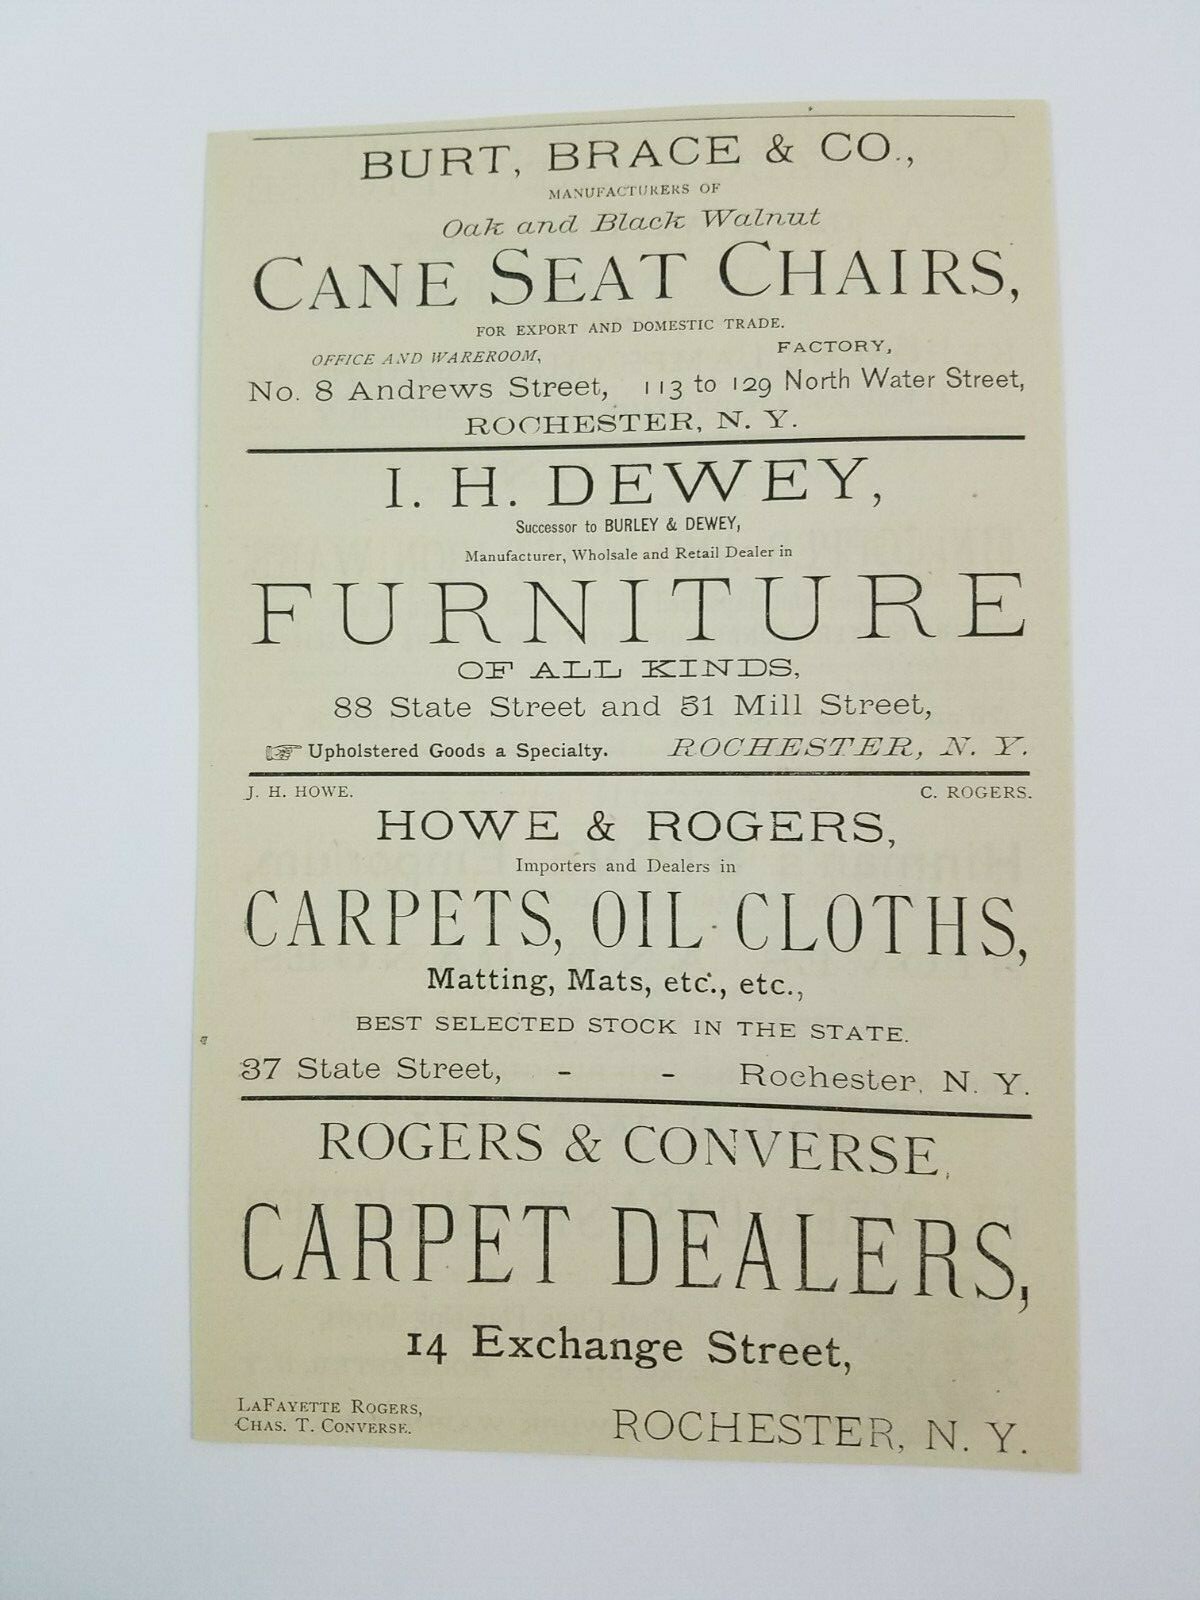 BURT, BRACE & CO.,
MANUFACTURERS OF
Oak and Black Walnut
CANE SEAT CHAIRS,
FOR EXPORT AND DOMESTIC TRADE.
OFFICE AND WAREROOM, FACTORY,
No. 8 Andrews Street, 113 to 129 North Water Street,
ROCHESTER, N. Y.
I. H. DEWEY,
Successor to BURLEY & DEWEY,
Manufacturer, Wholsale and Retail Dealer in
FURNITURE
OF ALL KINDS,
88 State Street and 51 Mill Street,
☞ Upholstered Goods a Specialty. ROCHESTER, N. Y.
J. H. HOWE. C. ROGERS.
HOWE & ROGERS,
Importers and Dealers in
CARPETS, OIL CLOTHS,
Matting, Mats, etc., etc.,
BEST SELECTED STOCK IN THE STATE.
37 State Street, - - Rochester, N. Y.
ROGERS & CONVERSE,
CARPET DEALERS,
14 Exchange Street,
LAFAYETTE ROGERS,
CHAS. T. CONVERSE.
ROCHESTER, N. Y.